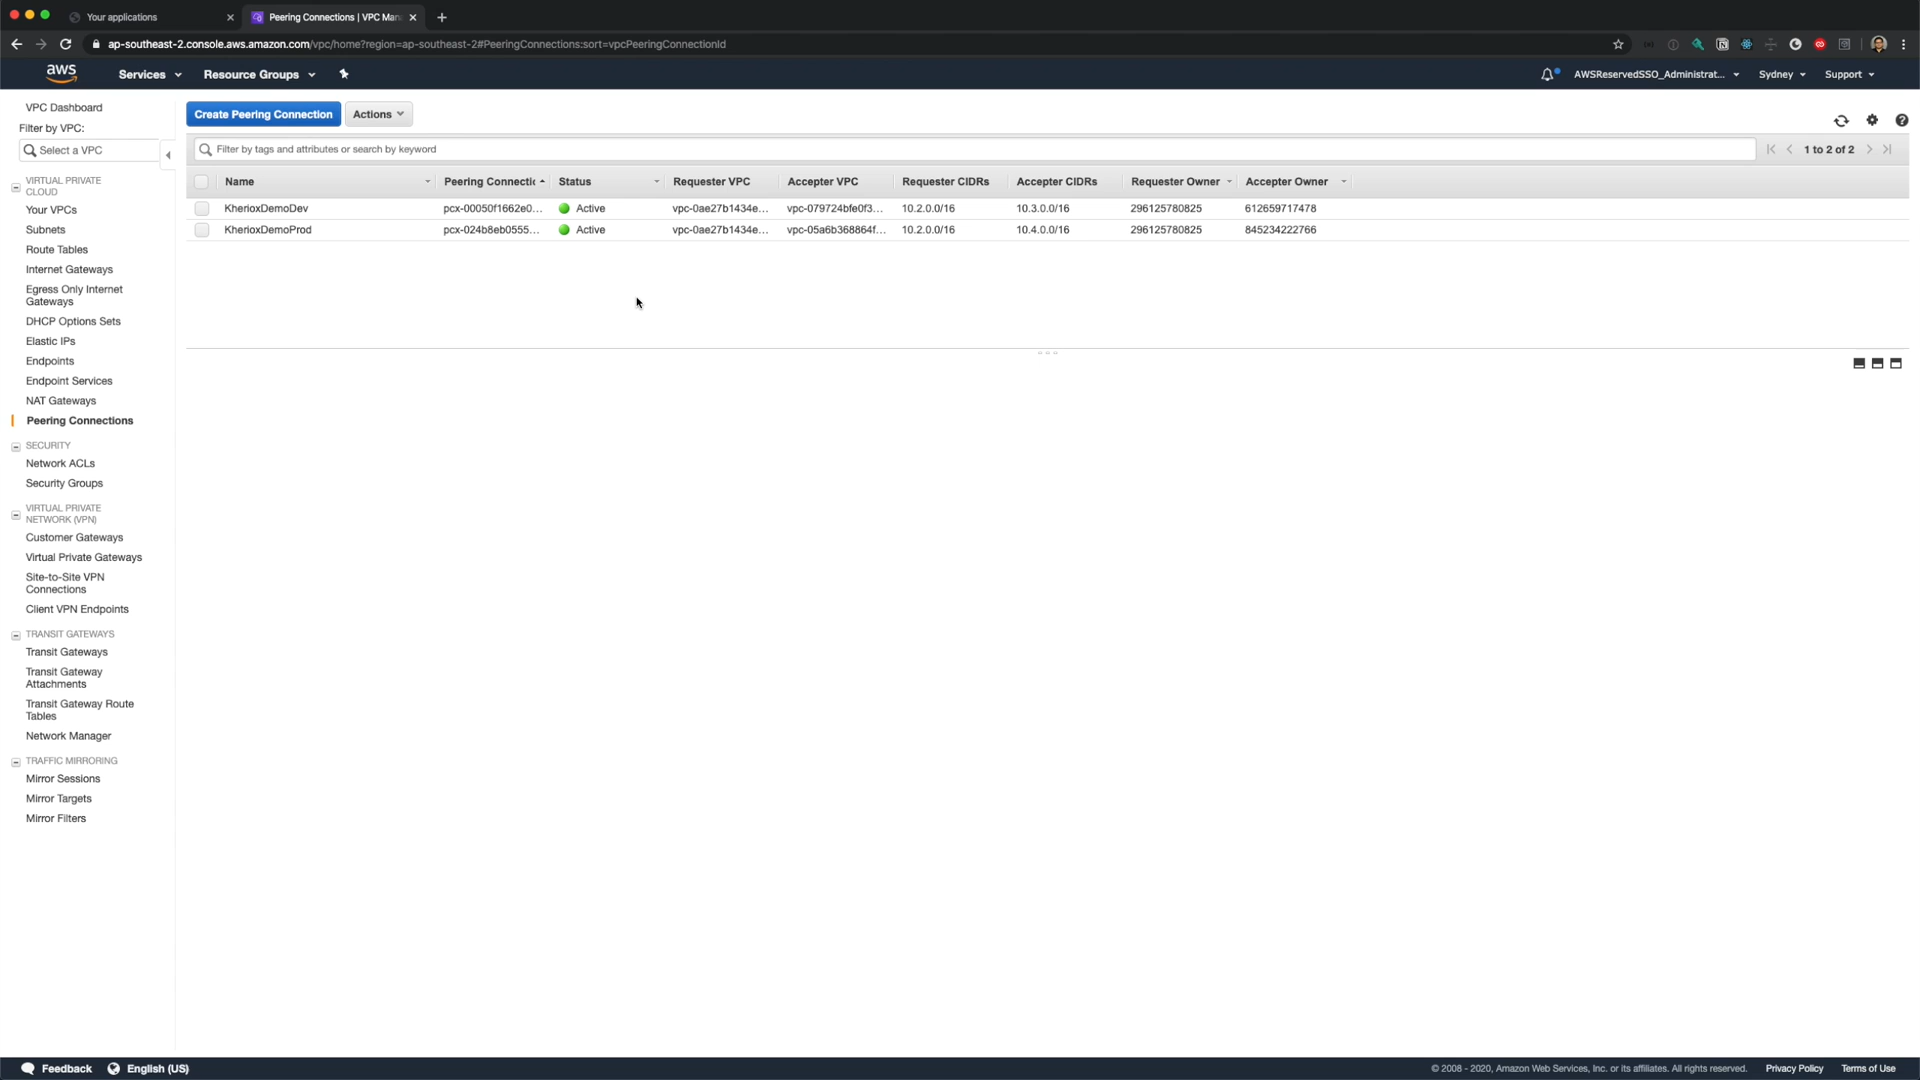 Your applications
Peering Connections | VPC Man
ap-southeast-2.console.aws.amazon.com/vpc/home?region=ap-southeast-2#PeeringConnections:sort=vpcPeeringConnectionId
aws Services Resource Groups AWSReservedSSO_Administrat... Sydney Support
VPC Dashboard
Filter by VPC:
Select a VPC
VIRTUAL PRIVATE
CLOUD
Your VPCs
Subnets
Route Tables
Internet Gateways
Egress Only Internet
Gateways
DHCP Options Sets
Elastic IPs
Endpoints
Endpoint Services
NAT Gateways
Peering Connections
SECURITY
Network ACLs
Security Groups
VIRTUAL PRIVATE
NETWORK (VPN)
Customer Gateways
Virtual Private Gateways
Site-to-Site VPN
Connections
Client VPN Endpoints
TRANSIT GATEWAYS
Transit Gateways
Transit Gateway
Attachments
Transit Gateway Route
Tables
Network Manager
TRAFFIC MIRRORING
Mirror Sessions
Mirror Targets
Mirror Filters
Create Peering Connection Actions
Filter by tags and attributes or search by keyword 1 to 2 of 2
Name Peering Connectio Status Requester VPC Accepter VPC Requester CIDRs Accepter CIDRs Requester Owner Accepter Owner
KherioxDemoDev pcx-00050f1662e0... Active vpc-0ae27b1434e... vpc-079724bfe0f3... 10.2.0.0/16 10.3.0.0/16 296125780825 612659717478
KherioxDemoProd pcx-024b8eb0555... Active vpc-0ae27b1434e... vpc-05a6b368864f... 10.2.0.0/16 10.4.0.0/16 296125780825 845234222766
Feedback English (US) © 2008 - 2020, Amazon Web Services, Inc. or its affiliates. All rights reserved. Privacy Policy Terms of Use